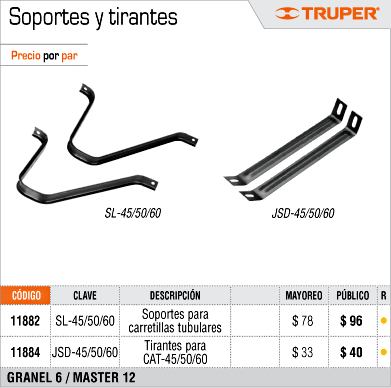 Soportes y tirantes
TRUPER®
Precio por par
SL-45/50/60
JSD-45/50/60
CÓDIGO CLAVE DESCRIPCIÓN MAYOREO PÚBLICO R
11882 SL-45/50/60 Soportes para carretillas tubulares $ 78 $ 96 •
11884 JSD-45/50/60 Tirantes para CAT-45/50/60 $ 33 $ 40 •
GRANEL 6 / MASTER 12